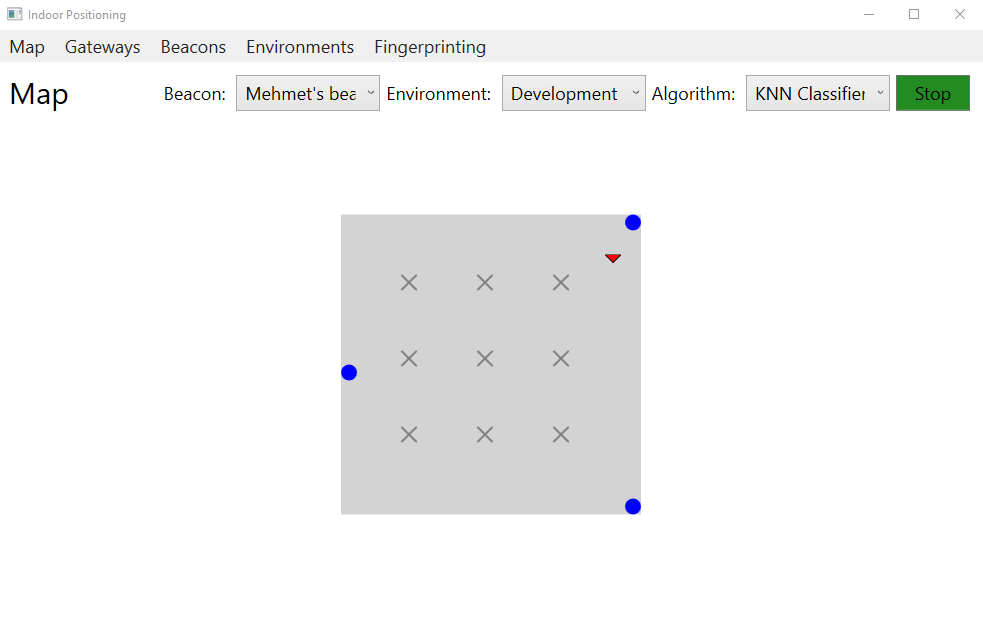 Indoor Positioning
Map Gateways Beacons Environments Fingerprinting
Map Beacon: Mehmet's bea Environment: Development Algorithm: KNN Classifier Stop